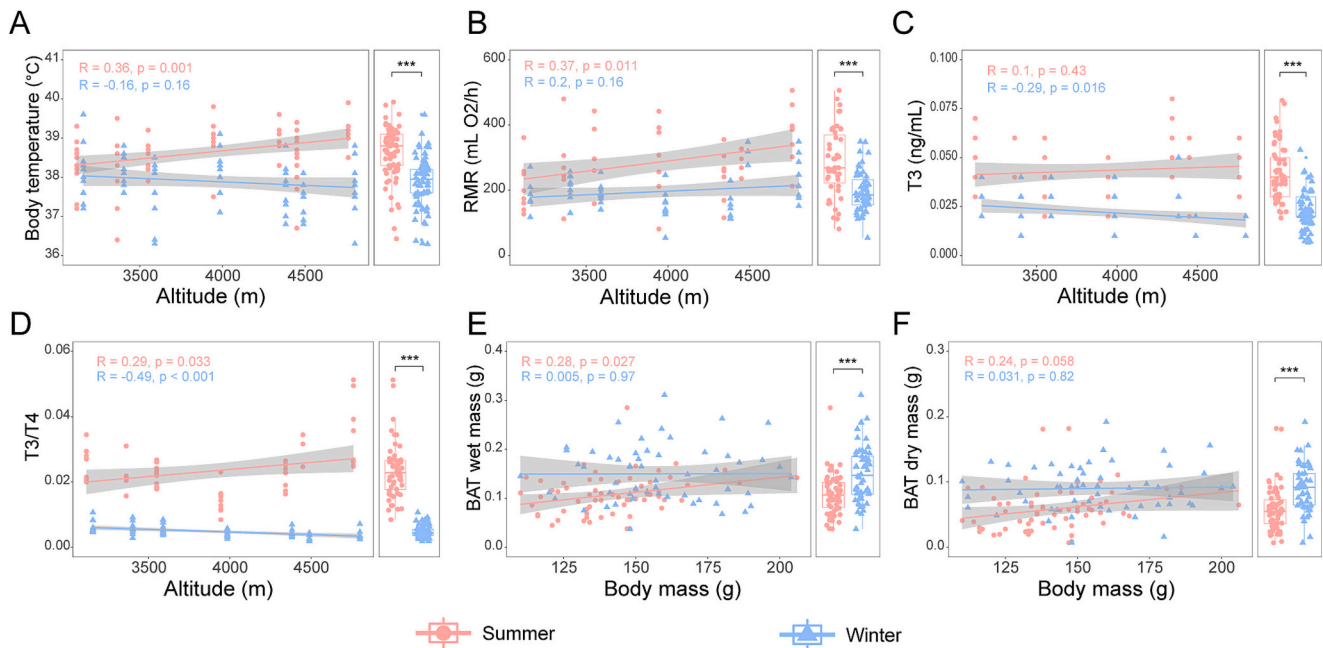 A
Body temperature (°C)
41
40
39
38
37
36
R = 0.36, p = 0.001
R = -0.16, p = 0.16
***
3500
4000
4500
Altitude (m)
B
RMR (mL O2/h)
600
400
200
0
R = 0.37, p = 0.011
R = 0.2, p = 0.16
***
3500
4000
4500
Altitude (m)
C
T3 (ng/mL)
0.100
0.075
0.050
0.025
0.000
R = 0.1, p = 0.43
R = -0.29, p = 0.016
***
3500
4000
4500
Altitude (m)
D
T3/T4
0.06
0.04
0.02
0.00
R = 0.29, p = 0.033
R = -0.49, p < 0.001
***
3500
4000
4500
Altitude (m)
E
BAT wet mass (g)
0.4
0.3
0.2
0.1
0.0
R = 0.28, p = 0.027
R = 0.005, p = 0.97
***
125
150
175
200
Body mass (g)
F
BAT dry mass (g)
0.3
0.2
0.1
0.0
R = 0.24, p = 0.058
R = 0.031, p = 0.82
***
125
150
175
200
Body mass (g)
Summer
Winter